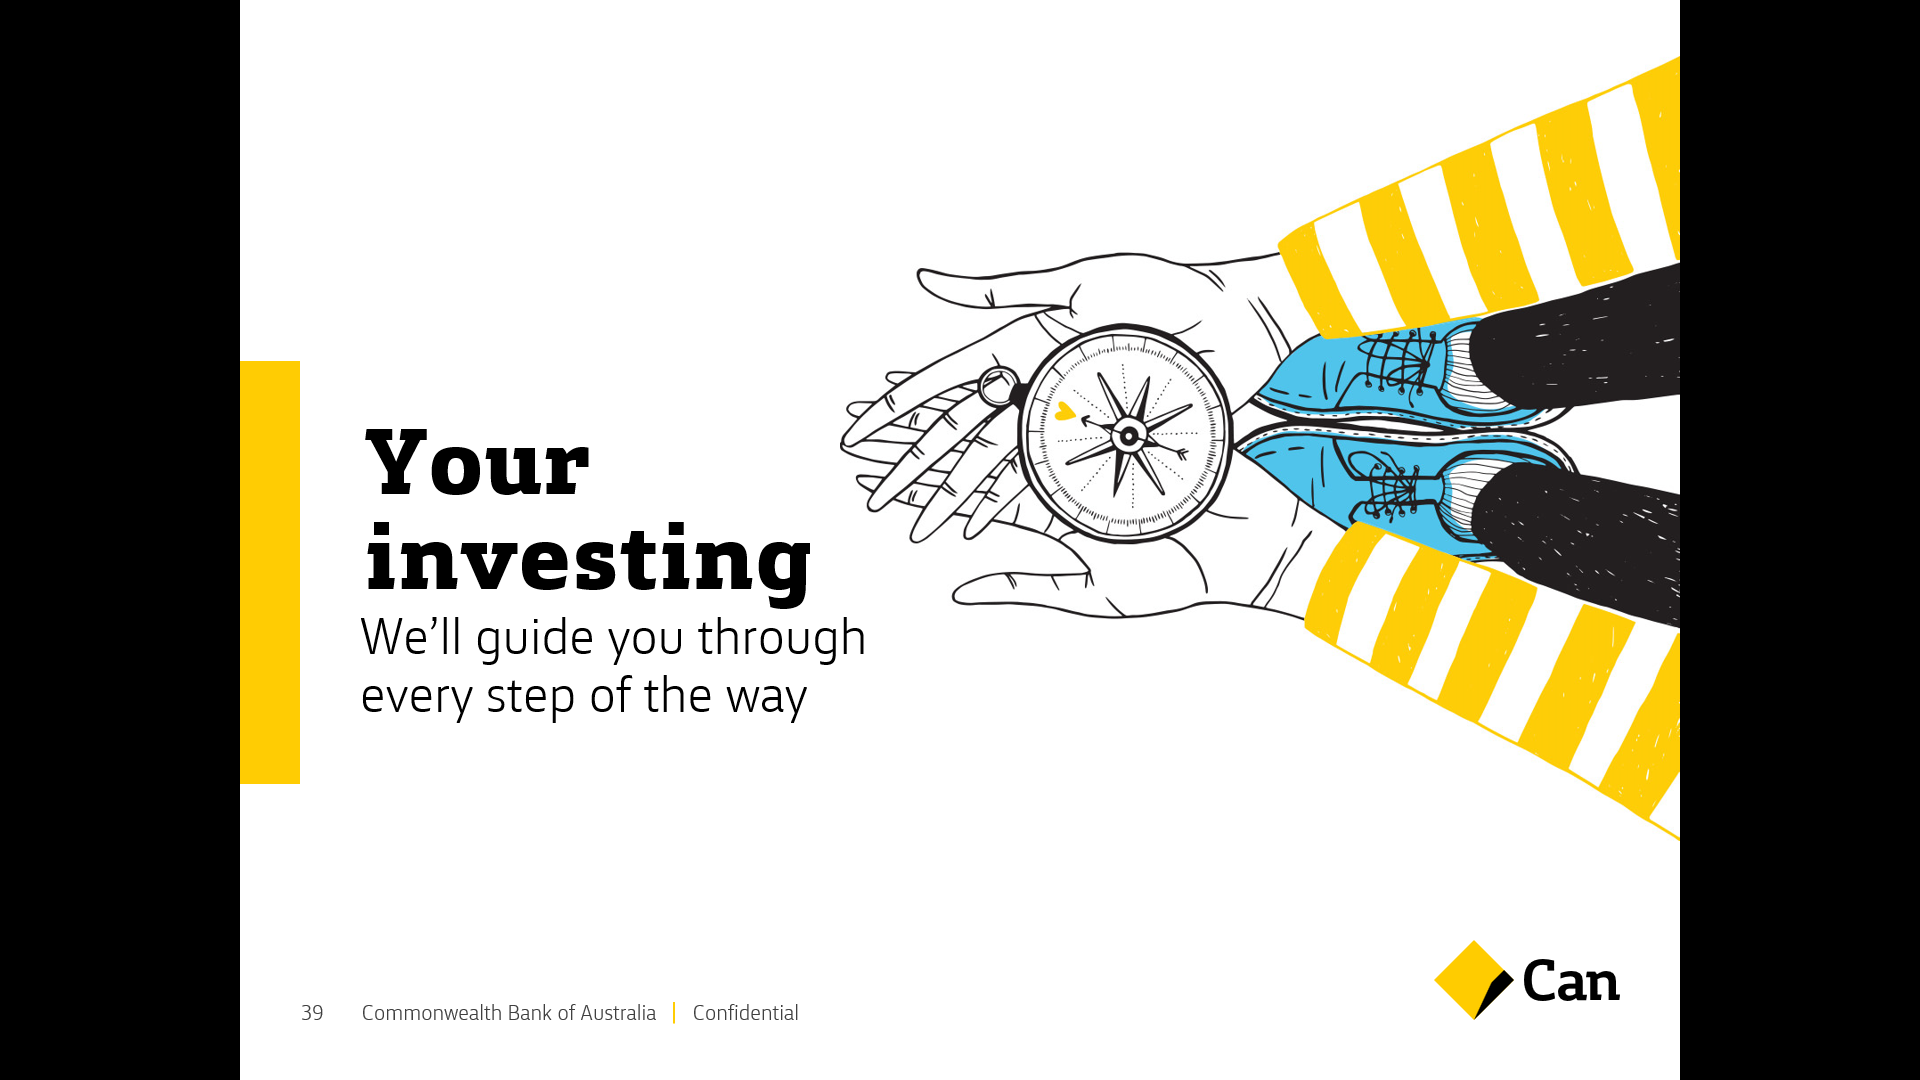 Your
investing
We’ll guide you through
every step of the way
39 Commonwealth Bank of Australia | Confidential
Can